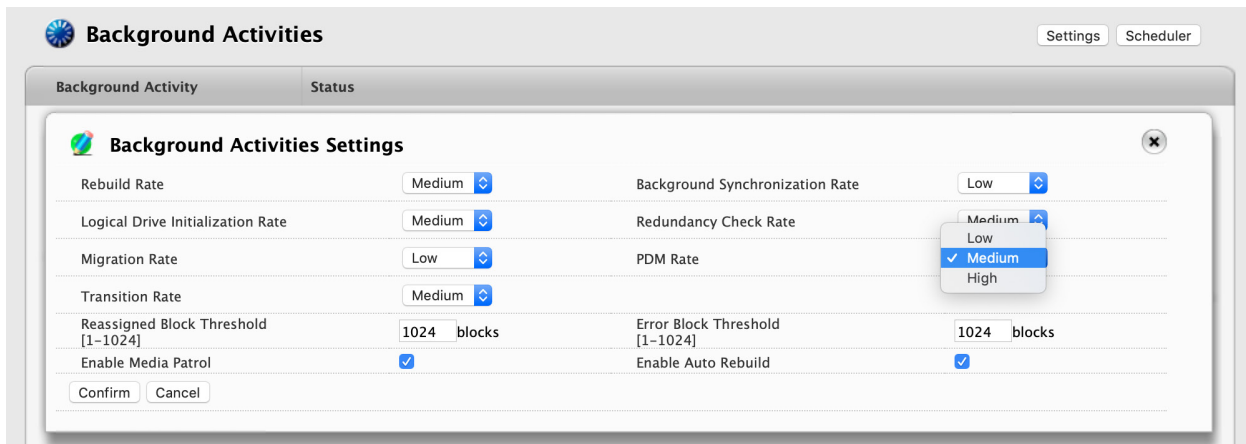 Background Activities
Settings Scheduler
Background Activity Status
Background Activities Settings
Rebuild Rate Medium Background Synchronization Rate Low
Logical Drive Initialization Rate Medium Redundancy Check Rate Medium
Low
Migration Rate Low PDM Rate Medium
High
Transition Rate Medium
Reassigned Block Threshold
[1–1024] 1024 blocks Error Block Threshold
[1–1024] 1024 blocks
Enable Media Patrol Enable Auto Rebuild
Confirm Cancel